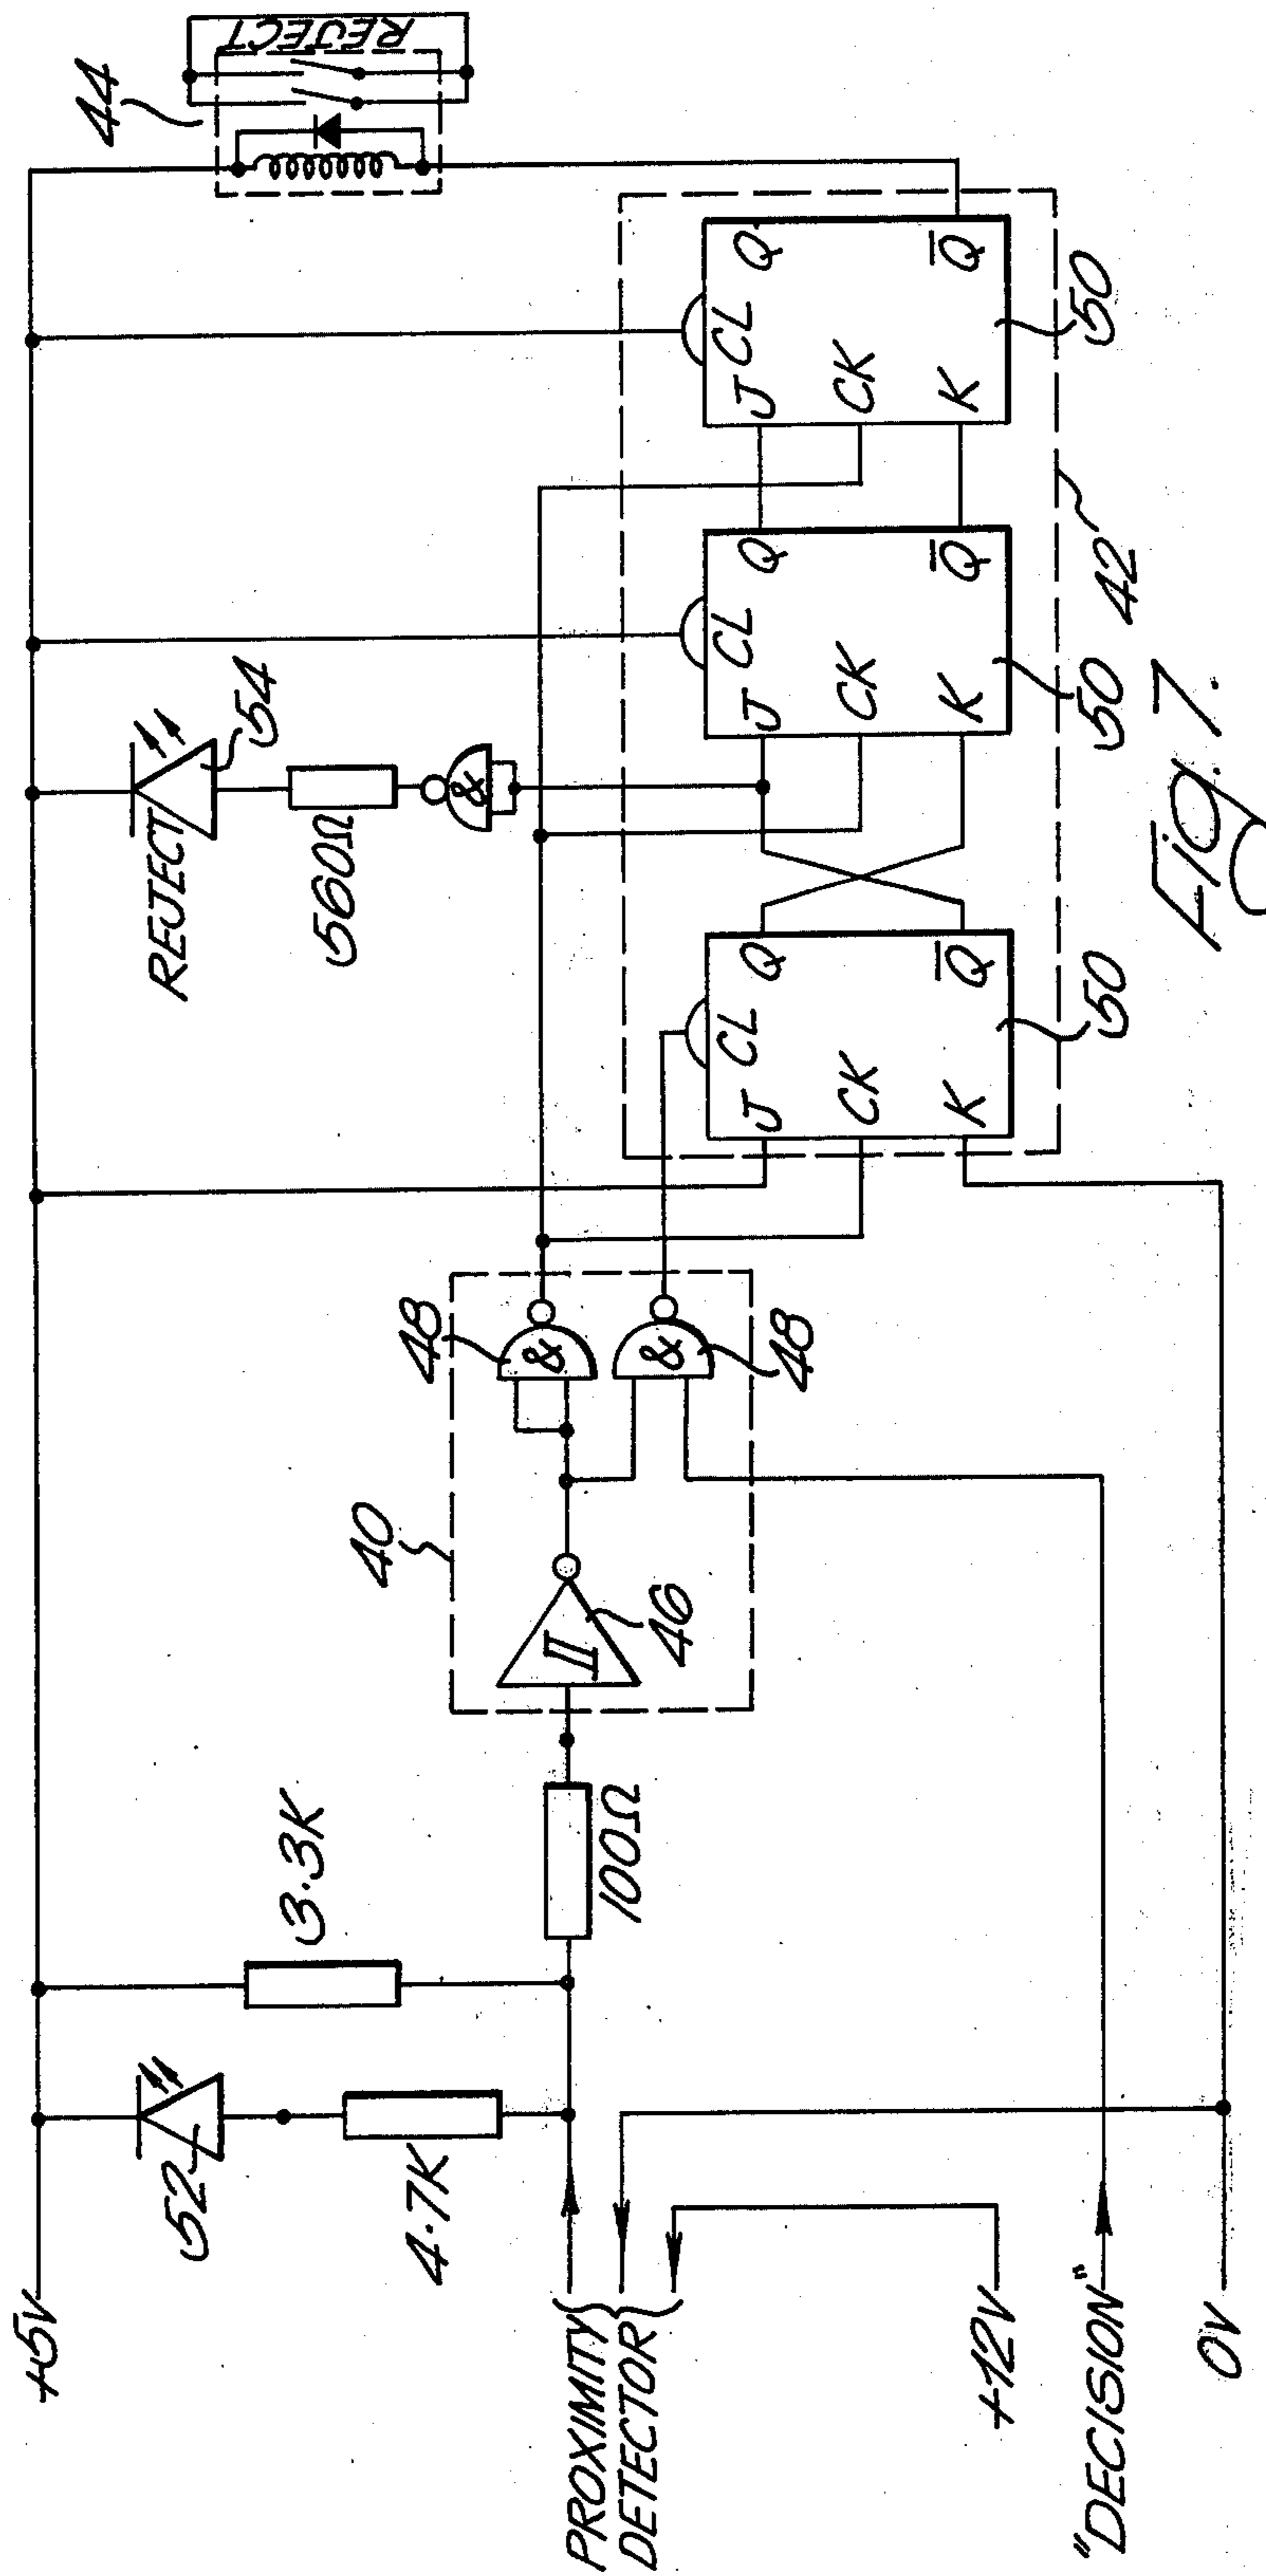 +5V
52
4.7K
3.3K
100Ω
PROXIMITY
DETECTOR
+12V
"DECISION"
0V
40
46
II
48
&
&
48
REJECT
54
560Ω
&
J
CL
Q
CK
K
Q̅
50
J
CL
Q
CK
K
Q̅
50
J
CL
Q
CK
K
Q̅
50
42
44
REJECT
Fig. 7.